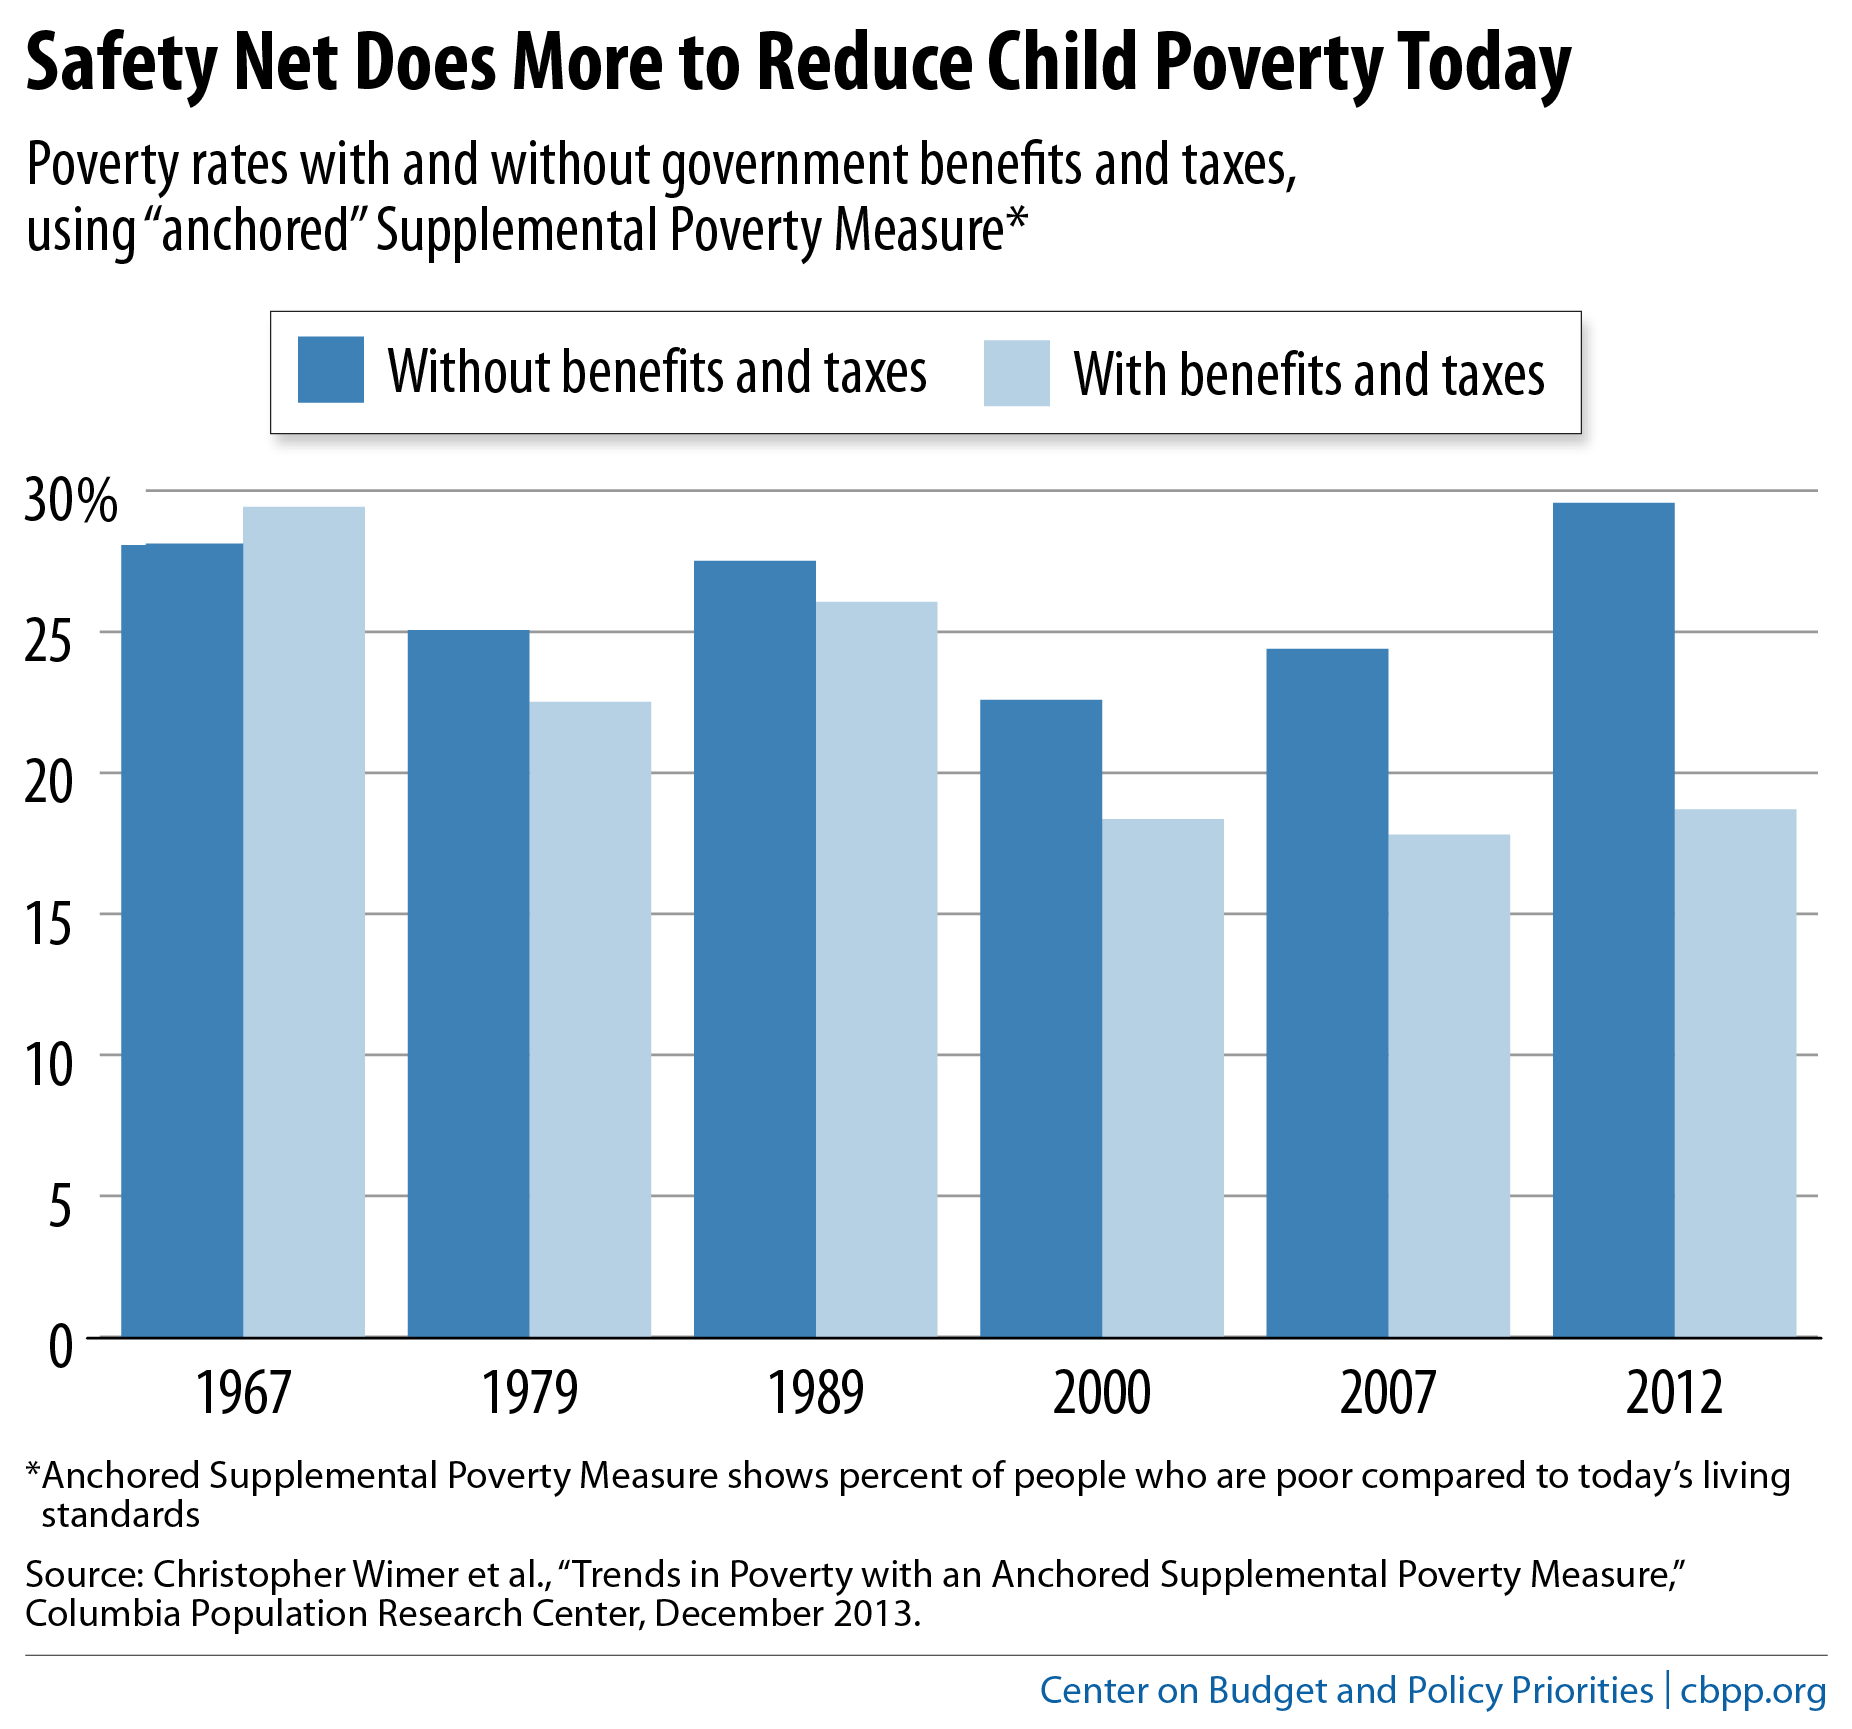 Safety Net Does More to Reduce Child Poverty Today
Poverty rates with and without government benefits and taxes,
using “anchored” Supplemental Poverty Measure*
Without benefits and taxes
With benefits and taxes
30%
25
20
15
10
5
0
1967
1979
1989
2000
2007
2012
*Anchored Supplemental Poverty Measure shows percent of people who are poor compared to today’s living
standards
Source: Christopher Wimer et al., “Trends in Poverty with an Anchored Supplemental Poverty Measure,”
Columbia Population Research Center, December 2013.
Center on Budget and Policy Priorities | cbpp.org